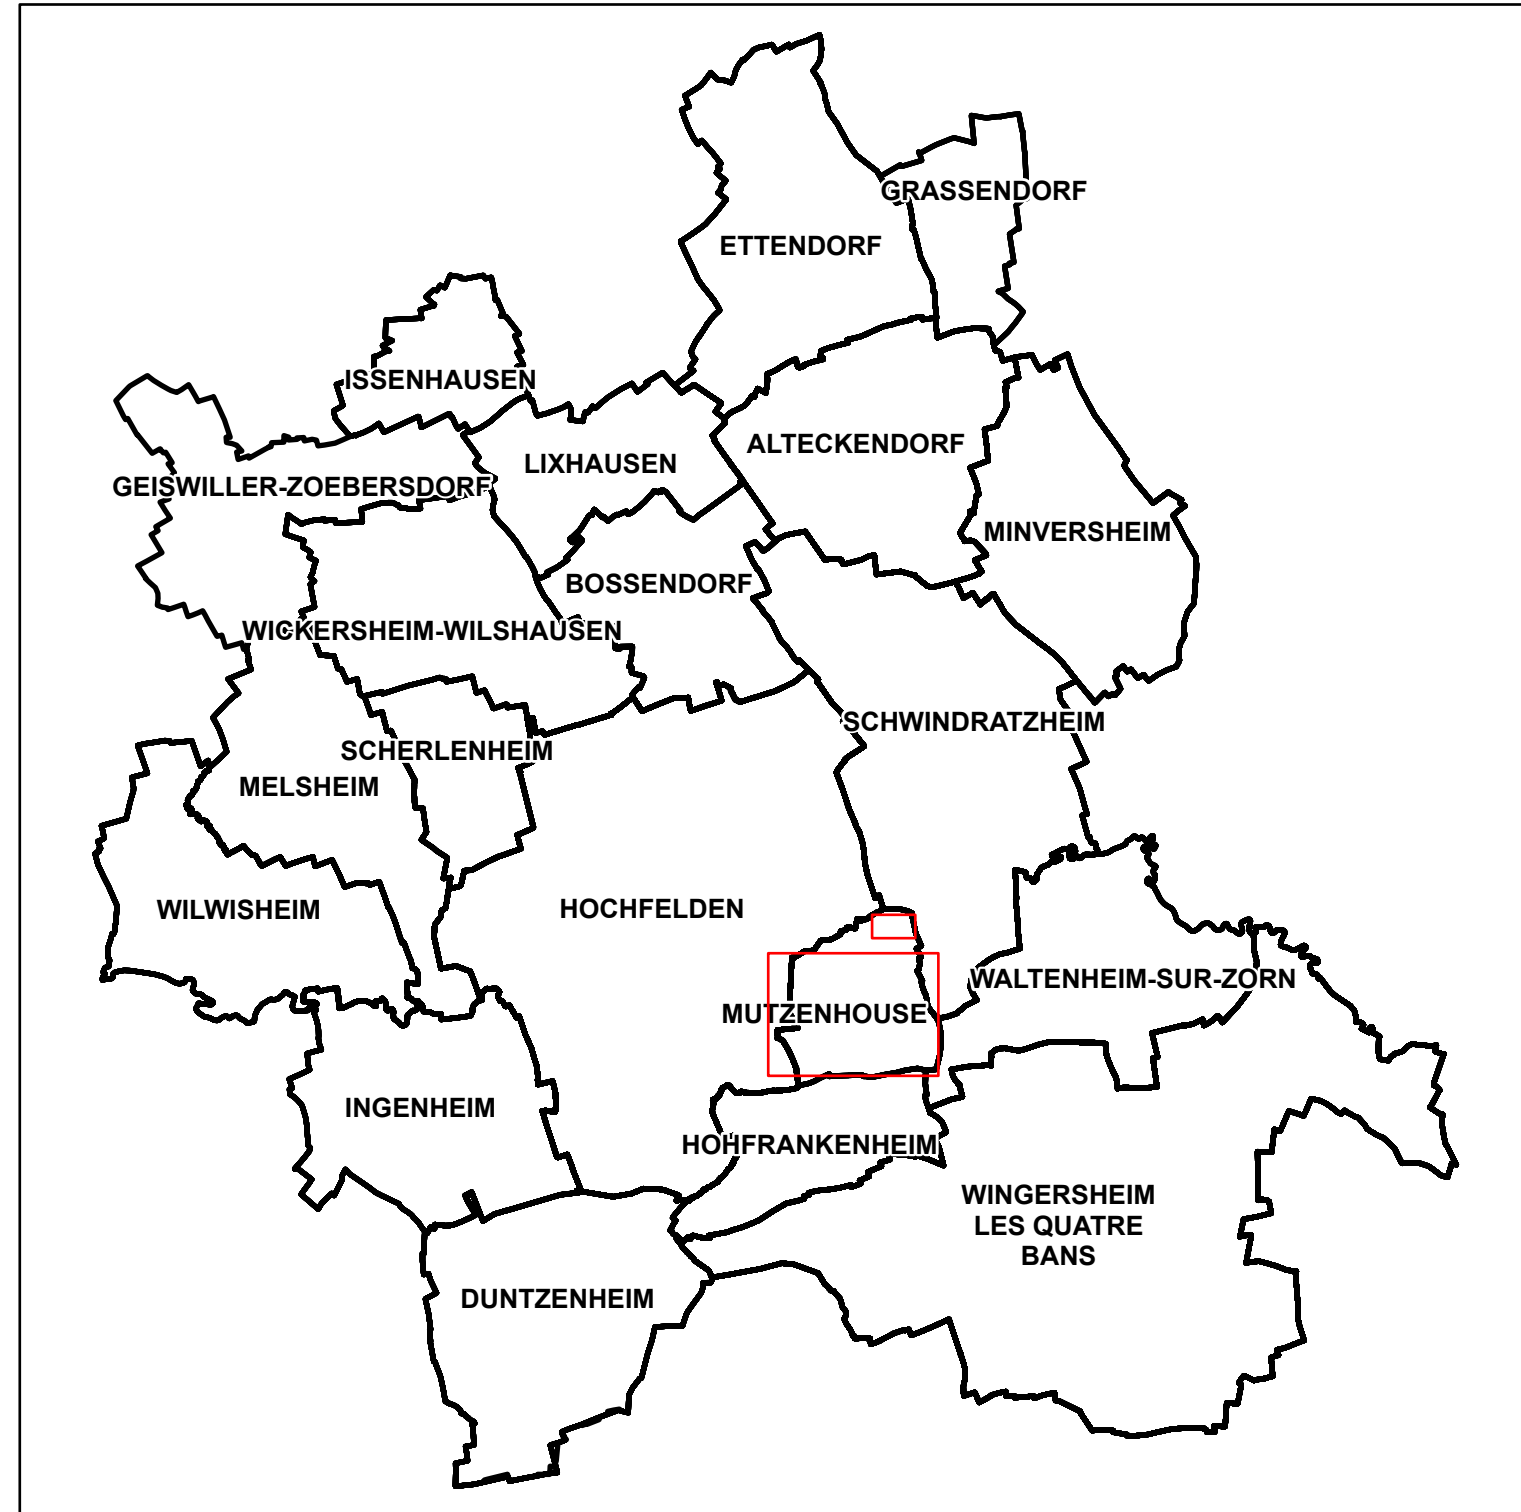 GRASSENDORF
ETTENDORF
ISSENHAUSEN
ALTECKENDORF
LIXHAUSEN
GEISWILLER-ZOEBERSDORF
MINVERSHEIM
BOSSENDORF
WICKERSHEIM-WILSHAUSEN
SCHWINDRATZHEIM
SCHERLENHEIM
MELSHEIM
WILWISHEIM
HOCHFELDEN
WALTENHEIM-SUR-ZORN
MUTZENHOUSE
INGENHEIM
HOHFRANKENHEIM
WINGERSHEIM
LES QUATRE
BANS
DUNTZENHEIM